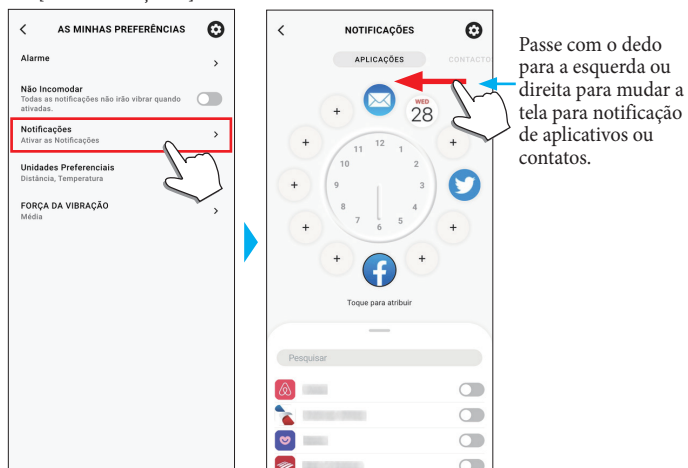 AS MINHAS PREFERÊNCIAS
Alarme
Não Incomodar
Todas as notificações não irão vibrar quando
ativadas.
Notificações
Ativar as Notificações
Unidades Preferenciais
Distância, Temperatura
FORÇA DA VIBRAÇÃO
Média
NOTIFICAÇÕES
APLICAÇÕES
CONTACTO
WED
28
12
1
2
3
4
5
6
7
8
9
10
11
Toque para atribuir
Pesquisar
Passe com o dedo
para a esquerda ou
direita para mudar a
tela para notificação
de aplicativos ou
contatos.